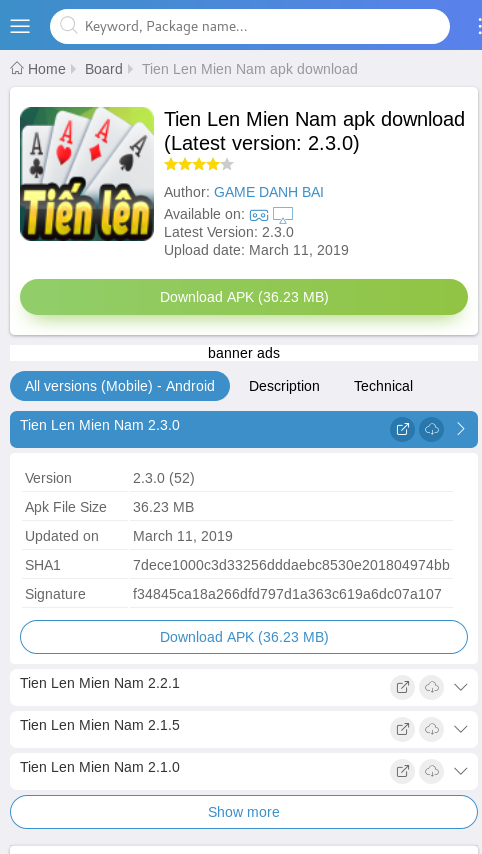 Keyword, Package name...
Home Board Tien Len Mien Nam apk download
Tiến lên
Tien Len Mien Nam apk download
(Latest version: 2.3.0)
Author: GAME DANH BAI
Available on:
Latest Version: 2.3.0
Upload date: March 11, 2019
Download APK (36.23 MB)
banner ads
All versions (Mobile) - Android Description Technical
Tien Len Mien Nam 2.3.0
Version 2.3.0 (52)
Apk File Size 36.23 MB
Updated on March 11, 2019
SHA1 7dece1000c3d33256dddaebc8530e201804974bb
Signature f34845ca18a266dfd797d1a363c619a6dc07a107
Download APK (36.23 MB)
Tien Len Mien Nam 2.2.1
Tien Len Mien Nam 2.1.5
Tien Len Mien Nam 2.1.0
Show more